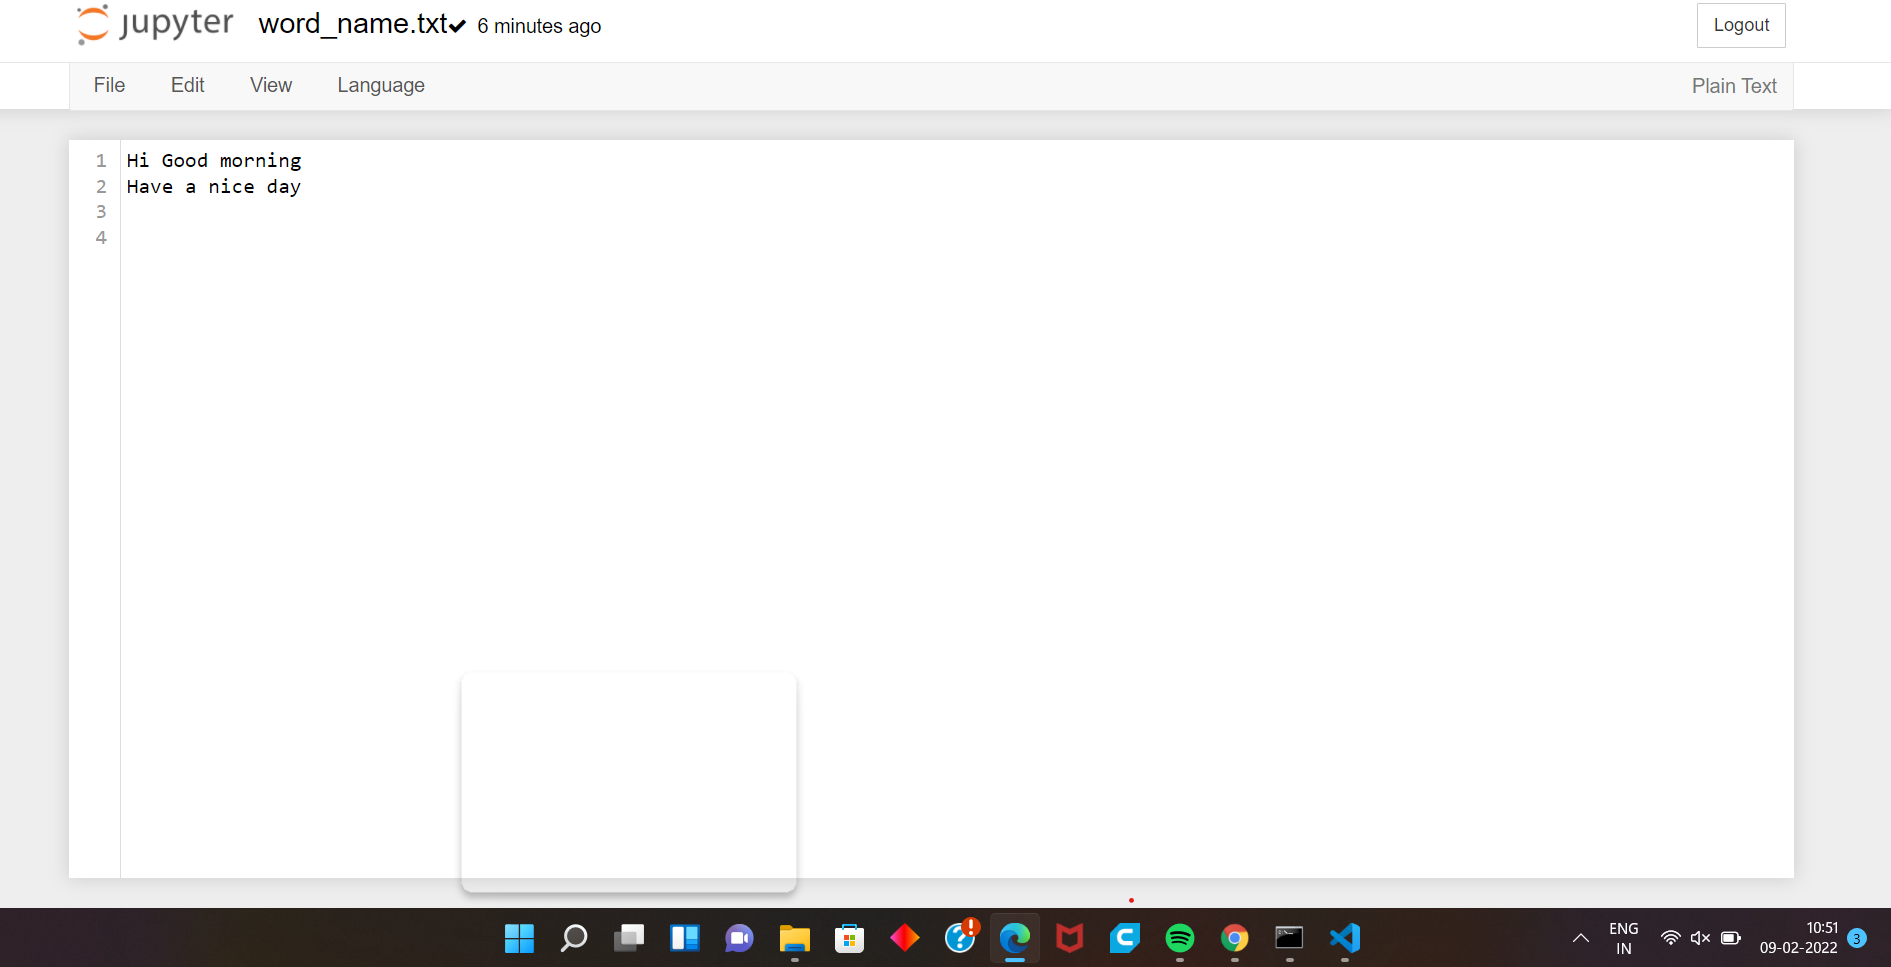 jupyter word_name.txt✔ 6 minutes ago
Logout
File Edit View Language
Plain Text
1 Hi Good morning
2 Have a nice day
3
4
ENG
IN
10:51
09-02-2022
3